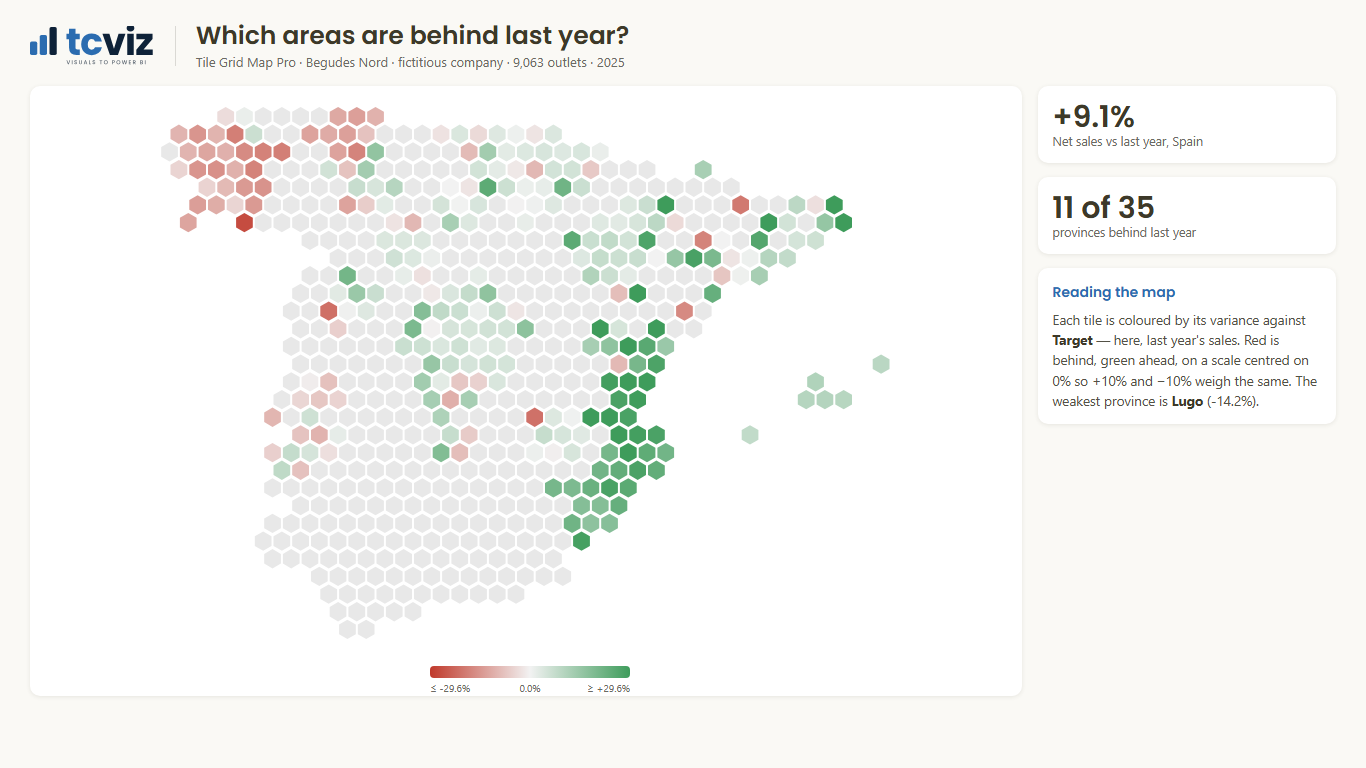 tcviz
VISUALS TO POWER BI
Which areas are behind last year?
Tile Grid Map Pro · Begudes Nord · fictitious company · 9,063 outlets · 2025
+9.1%
Net sales vs last year, Spain
11 of 35
provinces behind last year
Reading the map
Each tile is coloured by its variance against
Target — here, last year's sales. Red is
behind, green ahead, on a scale centred on
0% so +10% and −10% weigh the same. The
weakest province is Lugo (-14.2%).
≤ -29.6% 0.0% ≥ +29.6%